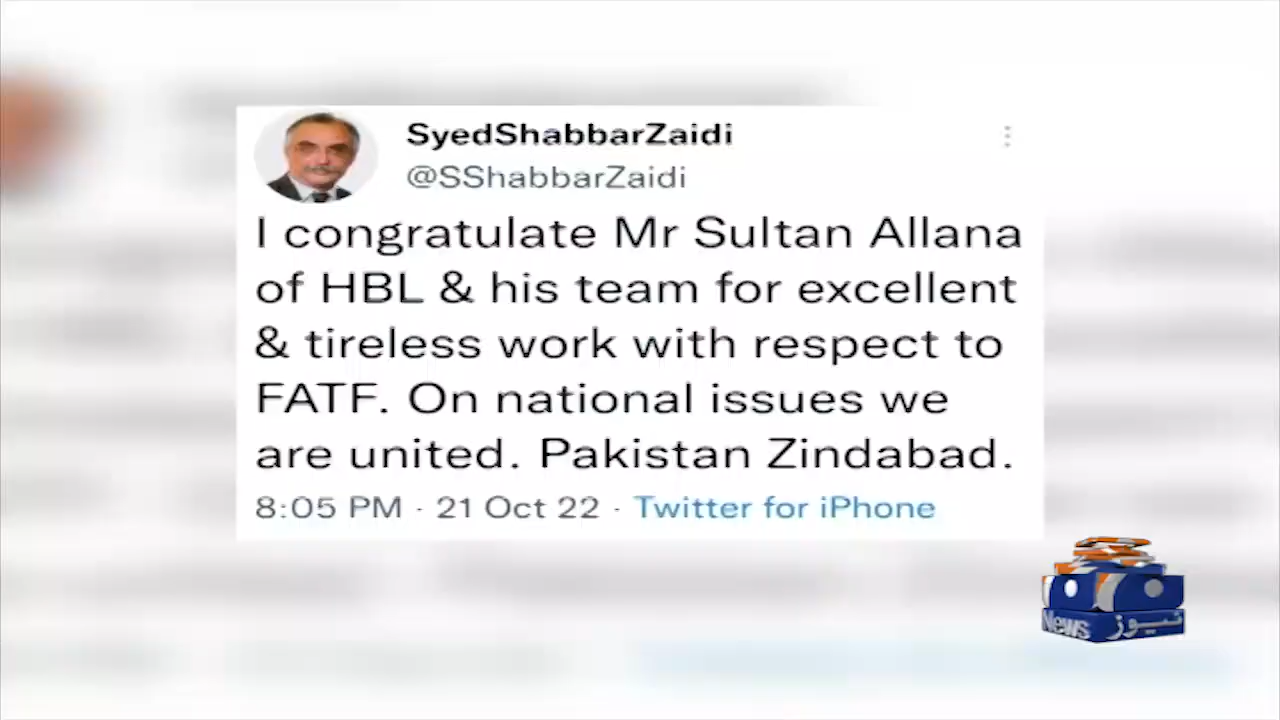 SyedShabbarZaidi
@SShabbarZaidi
I congratulate Mr Sultan Allana
of HBL & his team for excellent
& tireless work with respect to
FATF. On national issues we
are united. Pakistan Zindabad.
8:05 PM · 21 Oct 22 · Twitter for iPhone
News نیوز